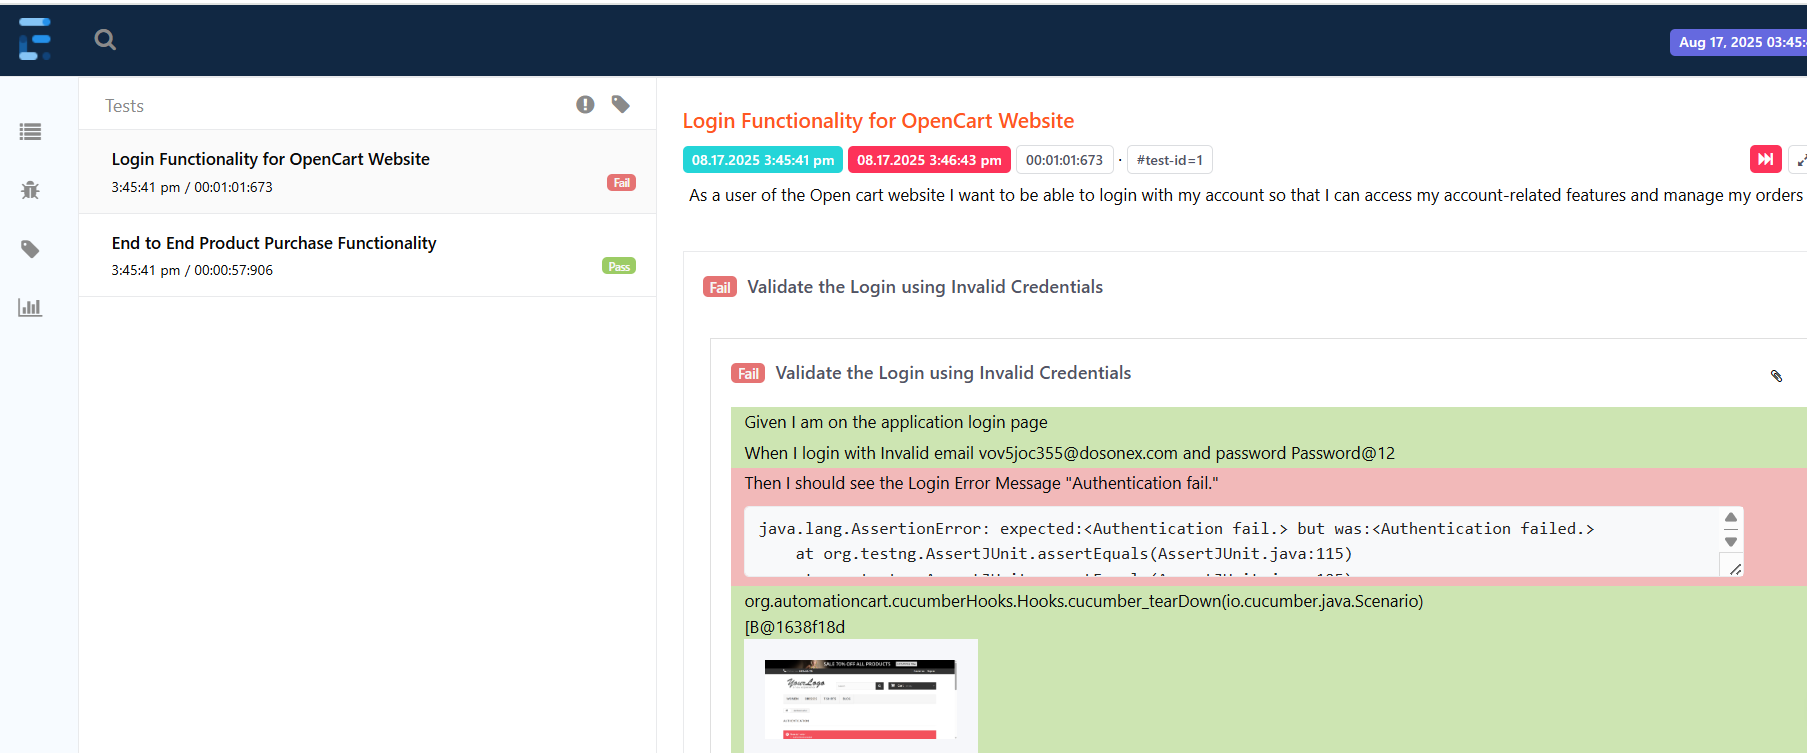 Aug 17, 2025 03:45:
Tests
Login Functionality for OpenCart Website
3:45:41 pm / 00:01:01:673
Fail
End to End Product Purchase Functionality
3:45:41 pm / 00:00:57:906
Pass
Login Functionality for OpenCart Website
08.17.2025 3:45:41 pm 08.17.2025 3:46:43 pm 00:01:01:673 · #test-id=1
As a user of the Open cart website I want to be able to login with my account so that I can access my account-related features and manage my orders
Fail Validate the Login using Invalid Credentials
Fail Validate the Login using Invalid Credentials
Given I am on the application login page
When I login with Invalid email vov5joc355@dosonex.com and password Password@12
Then I should see the Login Error Message "Authentication fail."
java.lang.AssertionError: expected:<Authentication fail.> but was:<Authentication failed.>
at org.testng.AssertJUnit.assertEquals(AssertJUnit.java:115)
org.automationcart.cucumberHooks.Hooks.cucumber_tearDown(io.cucumber.java.Scenario)
[B@1638f18d
SALE 70% OFF ALL PRODUCTS
YourLogo